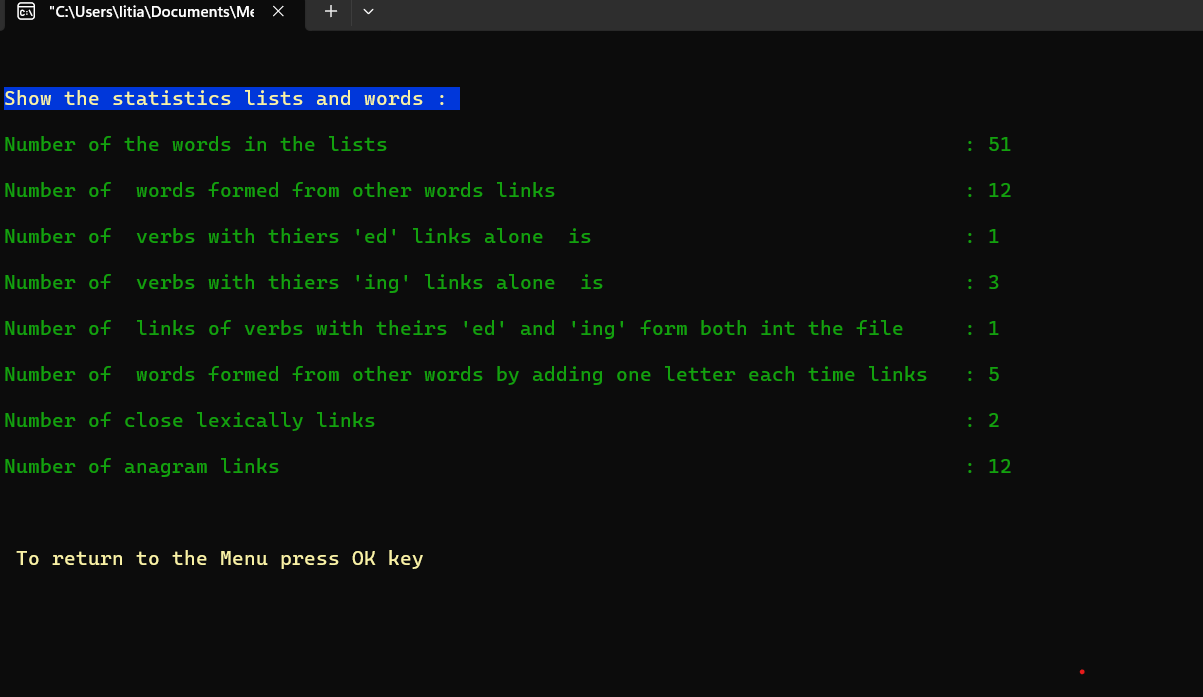 "C:\Users\litia\Documents\Me
Show the statistics lists and words :
Number of the words in the lists : 51
Number of  words formed from other words links : 12
Number of  verbs with thiers 'ed' links alone  is : 1
Number of  verbs with thiers 'ing' links alone  is : 3
Number of  links of verbs with theirs 'ed' and 'ing' form both int the file : 1
Number of  words formed from other words by adding one letter each time links : 5
Number of close lexically links : 2
Number of anagram links : 12
To return to the Menu press OK key